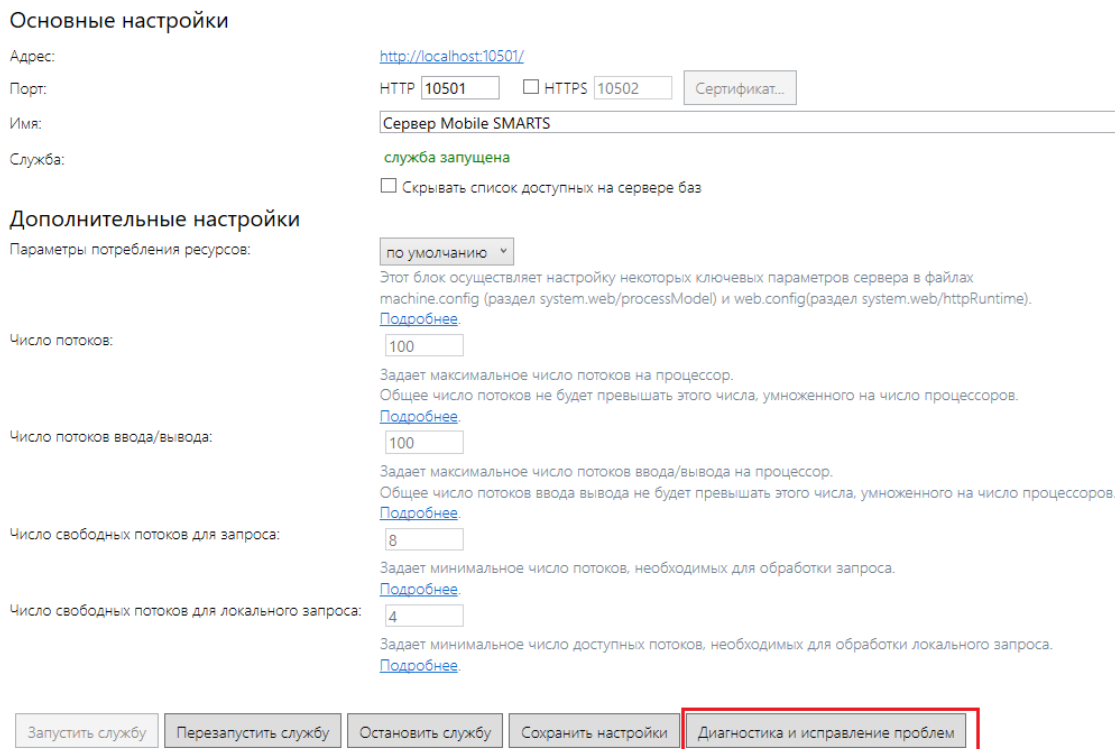 Основные настройки
Адрес: http://localhost:10501/
Порт: HTTP 10501 HTTPS 10502 Сертификат...
Имя: Сервер Mobile SMARTS
Служба: служба запущена
Скрывать список доступных на сервере баз
Дополнительные настройки
Параметры потребления ресурсов: по умолчанию
Этот блок осуществляет настройку некоторых ключевых параметров сервера в файлах
machine.config (раздел system.web/processModel) и web.config(раздел system.web/httpRuntime).
Подробнее.
Число потоков: 100
Задает максимальное число потоков на процессор.
Общее число потоков не будет превышать этого числа, умноженного на число процессоров.
Подробнее.
Число потоков ввода/вывода: 100
Задает максимальное число потоков ввода/вывода на процессор.
Общее число потоков ввода вывода не будет превышать этого числа, умноженного на число процессоров.
Подробнее.
Число свободных потоков для запроса: 8
Задает минимальное число потоков, необходимых для обработки запроса.
Подробнее.
Число свободных потоков для локального запроса: 4
Задает минимальное число доступных потоков, необходимых для обработки локального запроса.
Подробнее.
Запустить службу Перезапустить службу Остановить службу Сохранить настройки Диагностика и исправление проблем